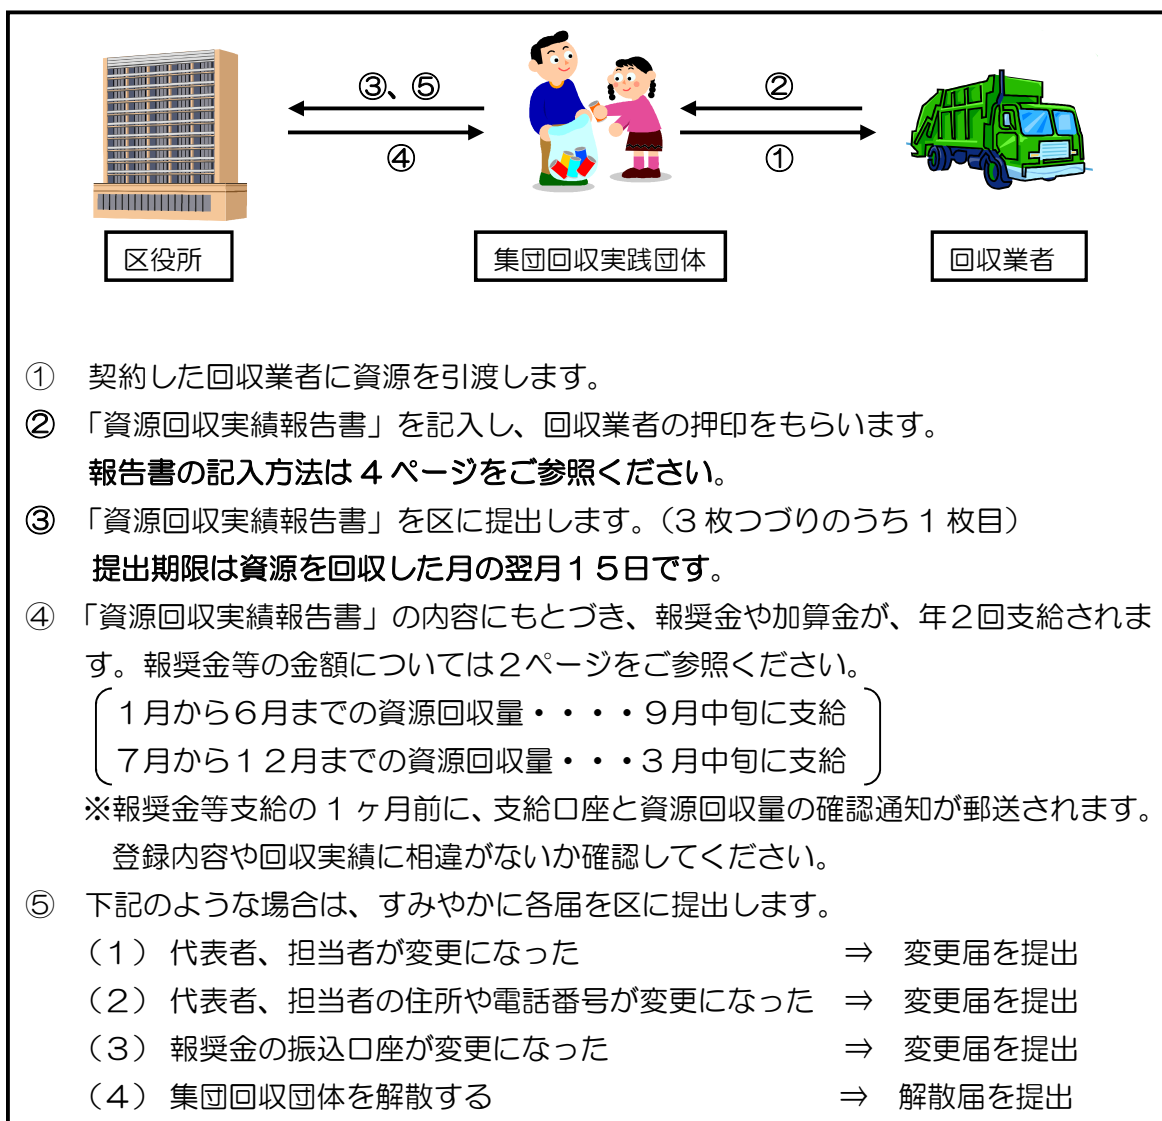 ③、⑤
②
④
①
区役所
集団回収実践団体
回収業者
① 契約した回収業者に資源を引渡します。
② 「資源回収実績報告書」を記入し、回収業者の押印をもらいます。
報告書の記入方法は 4 ページをご参照ください。
③ 「資源回収実績報告書」を区に提出します。（3 枚つづりのうち 1 枚目）
提出期限は資源を回収した月の翌月１５日です。
④ 「資源回収実績報告書」の内容にもとづき、報奨金や加算金が、年２回支給されま
す。報奨金等の金額については２ページをご参照ください。
１月から６月までの資源回収量・・・・９月中旬に支給
７月から１２月までの資源回収量・・・３月中旬に支給
※報奨金等支給の 1 ヶ月前に、支給口座と資源回収量の確認通知が郵送されます。
登録内容や回収実績に相違がないか確認してください。
⑤ 下記のような場合は、すみやかに各届を区に提出します。
（１）代表者、担当者が変更になった ⇒ 変更届を提出
（２）代表者、担当者の住所や電話番号が変更になった ⇒ 変更届を提出
（３）報奨金の振込口座が変更になった ⇒ 変更届を提出
（４）集団回収団体を解散する ⇒ 解散届を提出